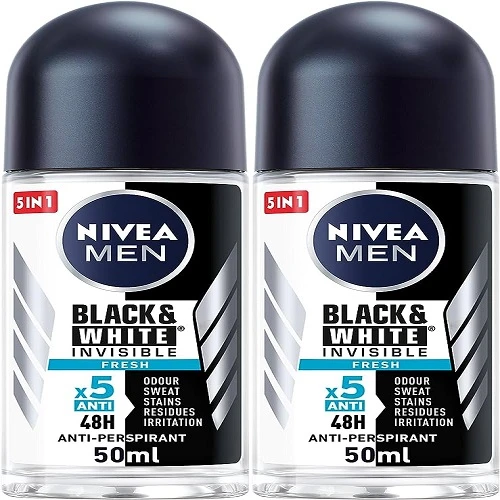 5 IN 1
NIVEA
MEN
BLACK&
WHITE®
INVISIBLE
FRESH
x5
ANTI
48H
ODOUR
SWEAT
STAINS
RESIDUES
IRRITATION
ANTI-PERSPIRANT
50ml
5 IN 1
NIVEA
MEN
BLACK&
WHITE®
INVISIBLE
FRESH
x5
ANTI
48H
ODOUR
SWEAT
STAINS
RESIDUES
IRRITATION
ANTI-PERSPIRANT
50ml